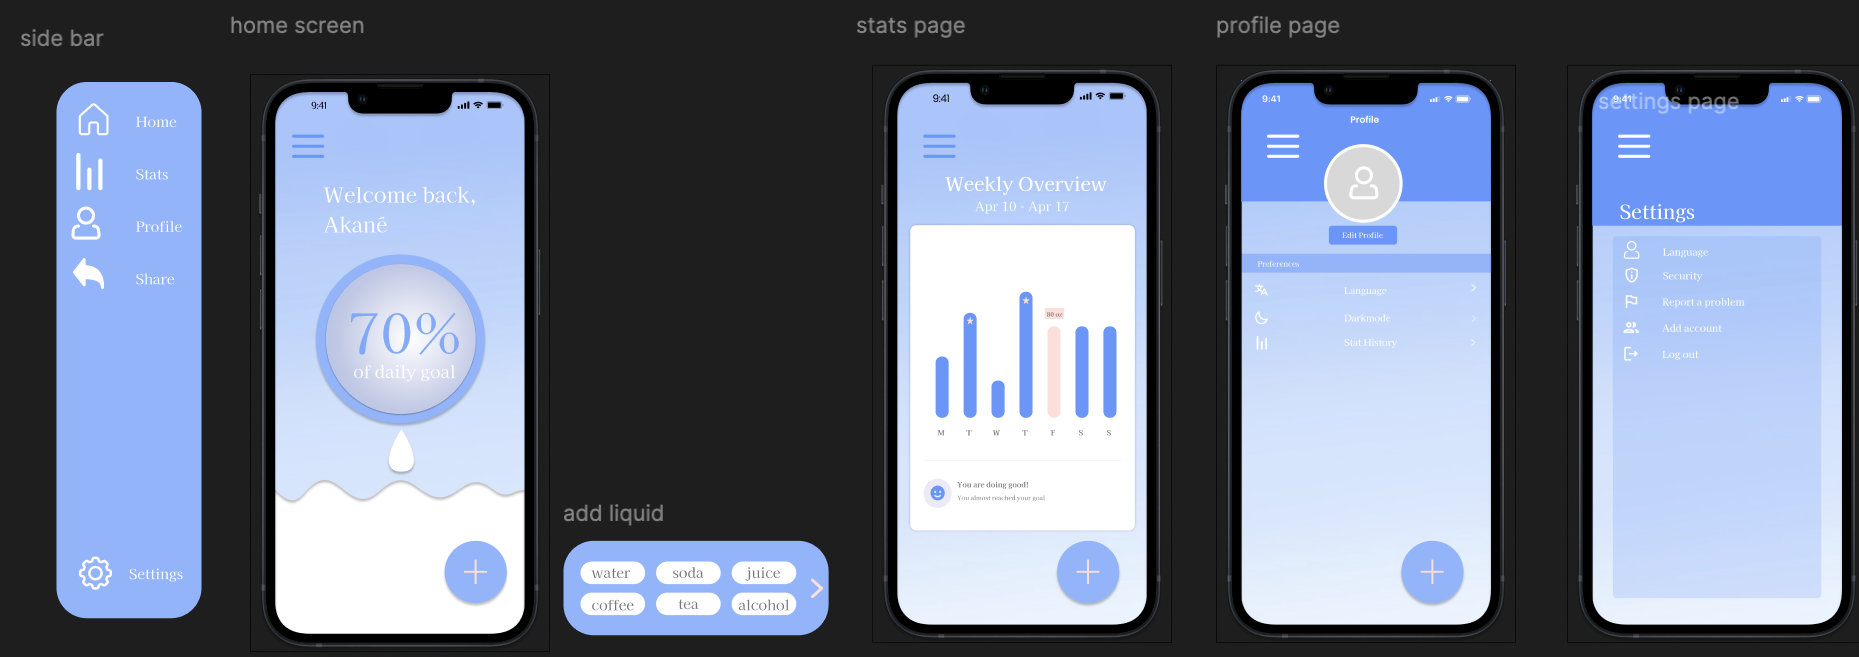 side bar
Home
Stats
Profile
Share
Settings
home screen
9:41
Welcome back,
Akané
70%
of daily goal
add liquid
water
soda
juice
coffee
tea
alcohol
stats page
9:41
Weekly Overview
Apr 10 - Apr 17
80 oz
M T W T F S S
You are doing good!
You almost reached your goal
profile page
9:41
Profile
Edit Profile
Preferences
Language
Darkmode
Stat History
settings page
9:41
Settings
Language
Security
Report a problem
Add account
Log out